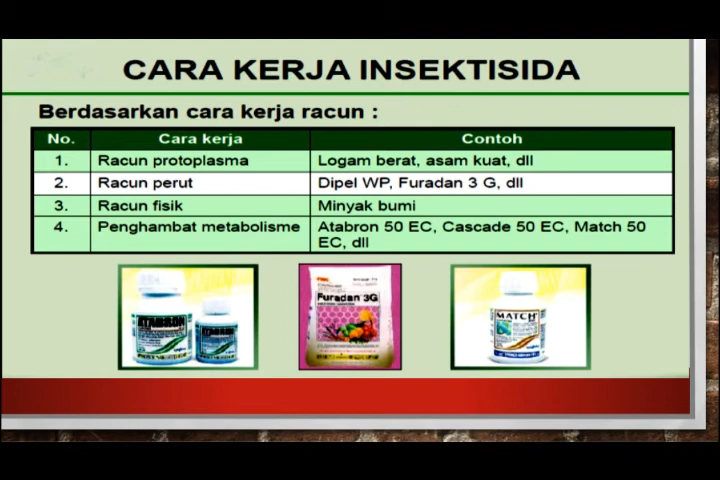 CARA KERJA INSEKTISIDA
Berdasarkan cara kerja racun :
No. Cara kerja Contoh
1. Racun protoplasma Logam berat, asam kuat, dll
2. Racun perut Dipel WP, Furadan 3 G, dll
3. Racun fisik Minyak bumi
4. Penghambat metabolisme Atabron 50 EC, Cascade 50 EC, Match 50
EC, dll
ATABRON
Furadan 3G
MATCH